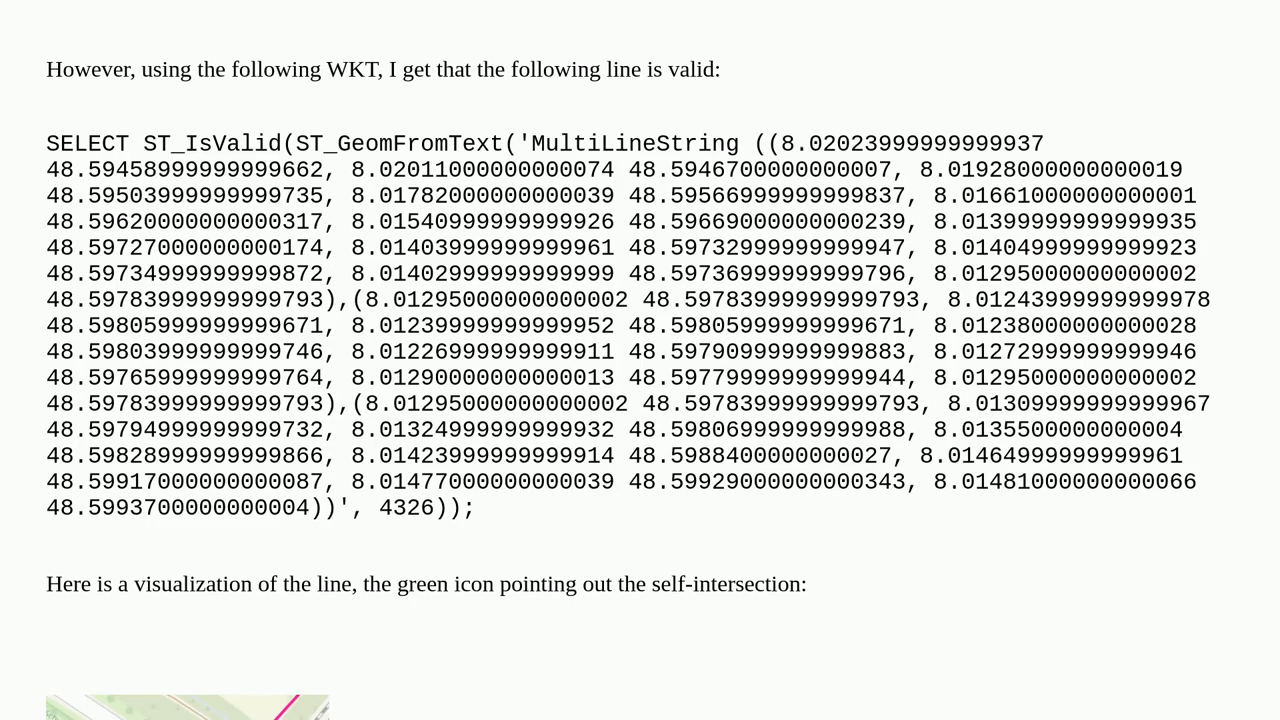 However, using the following WKT, I get that the following line is valid:
SELECT ST_IsValid(ST_GeomFromText('MultiLineString ((8.02023999999999937
48.59458999999999662, 8.02011000000000074 48.5946700000000007, 8.01928000000000019
48.59503999999999735, 8.01782000000000039 48.59566999999999837, 8.01661000000000001
48.59620000000000317, 8.01540999999999926 48.59669000000000239, 8.01399999999999935
48.59727000000000174, 8.01403999999999961 48.59732999999999947, 8.01404999999999923
48.59734999999999872, 8.01402999999999999 48.59736999999999796, 8.01295000000000002
48.59783999999999793),(8.01295000000000002 48.59783999999999793, 8.01243999999999978
48.59805999999999671, 8.01239999999999952 48.59805999999999671, 8.01238000000000028
48.59803999999999746, 8.01226999999999911 48.59790999999999883, 8.01272999999999946
48.59765999999999764, 8.01290000000000013 48.59779999999999944, 8.01295000000000002
48.59783999999999793),(8.01295000000000002 48.59783999999999793, 8.01309999999999967
48.59794999999999732, 8.01324999999999932 48.59806999999999988, 8.0135500000000004
48.59828999999999866, 8.01423999999999914 48.5988400000000027, 8.01464999999999961
48.59917000000000087, 8.01477000000000039 48.59929000000000343, 8.01481000000000066
48.5993700000000004))', 4326));
Here is a visualization of the line, the green icon pointing out the self-intersection: